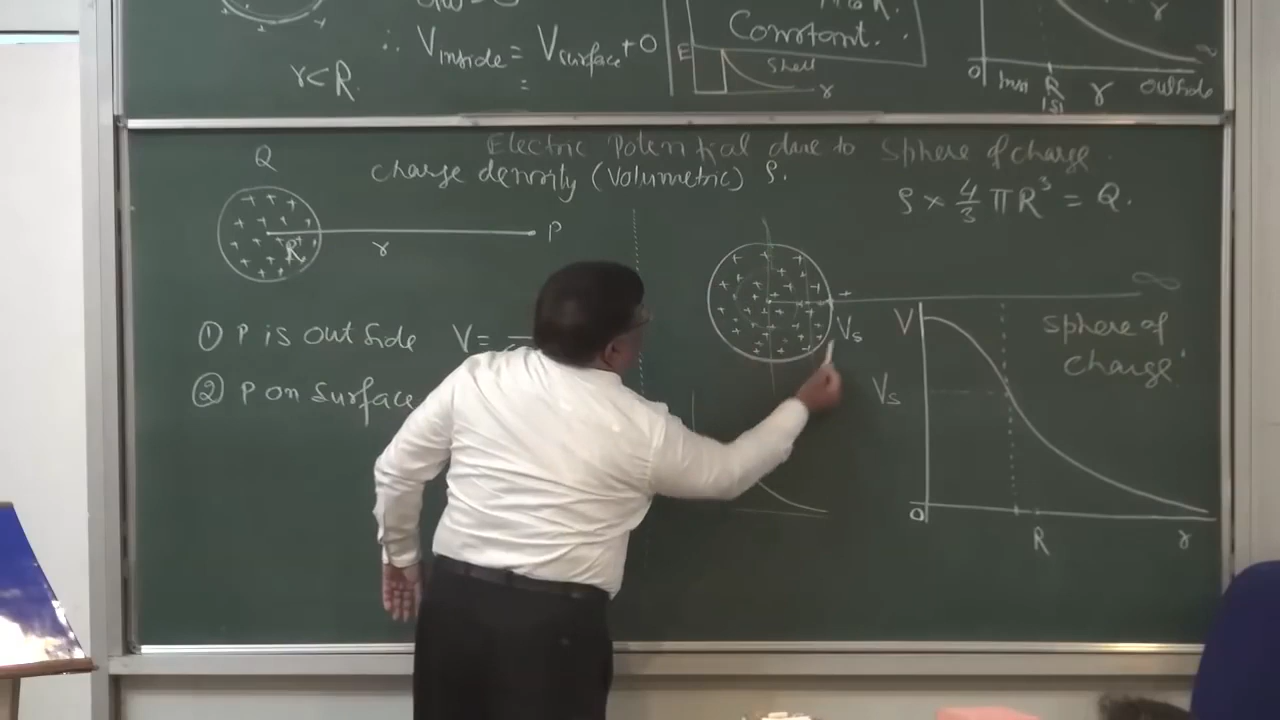 ∴ V inside = V surface + 0
=
r < R
Constant.
E
Shell
r
r
∞
0
R
r
outside
Electric Potential due to Sphere of charge.
charge density (Volumetric) ρ.
ρ × 4/3 π R³ = Q.
Q
R
r
P
① P is outside V =
② P on Surface
Vs
∞
V
Vs
Sphere of
charge
0
R
r